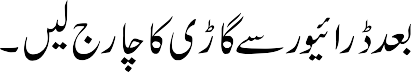 بعد ڈرائیور سے گاڑی کا چارج لیں ۔